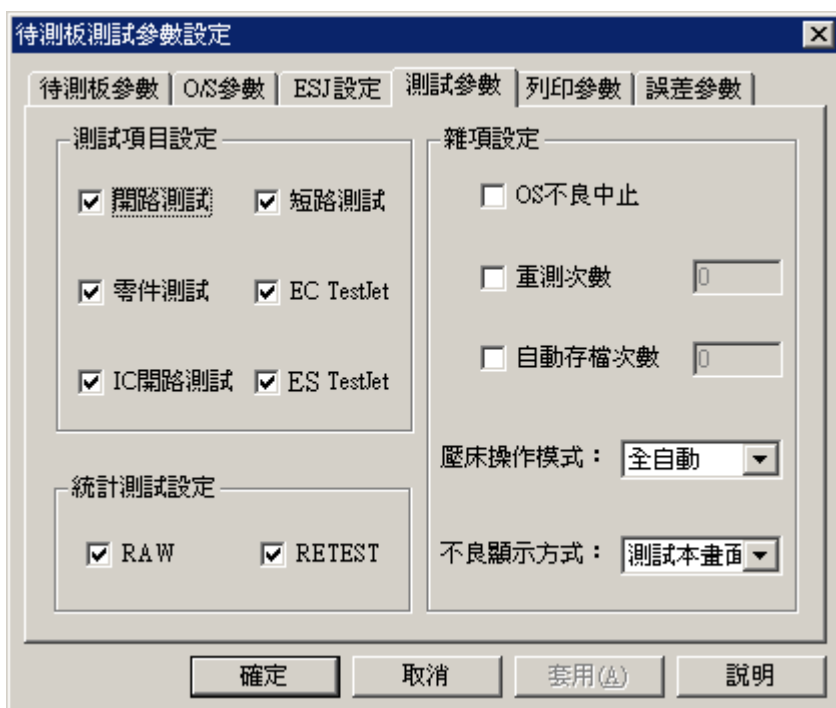 待測板測試參數設定
待測板參數 O/S參數 ESJ設定 測試參數 列印參數 誤差參數
測試項目設定
開路測試 短路測試
零件測試 EC TestJet
IC開路測試 ES TestJet
統計測試設定
RAW RETEST
雜項設定
OS不良中止
重測次數 0
自動存檔次數 0
壓床操作模式： 全自動
不良顯示方式： 測試本畫面
確定 取消 套用(A) 說明